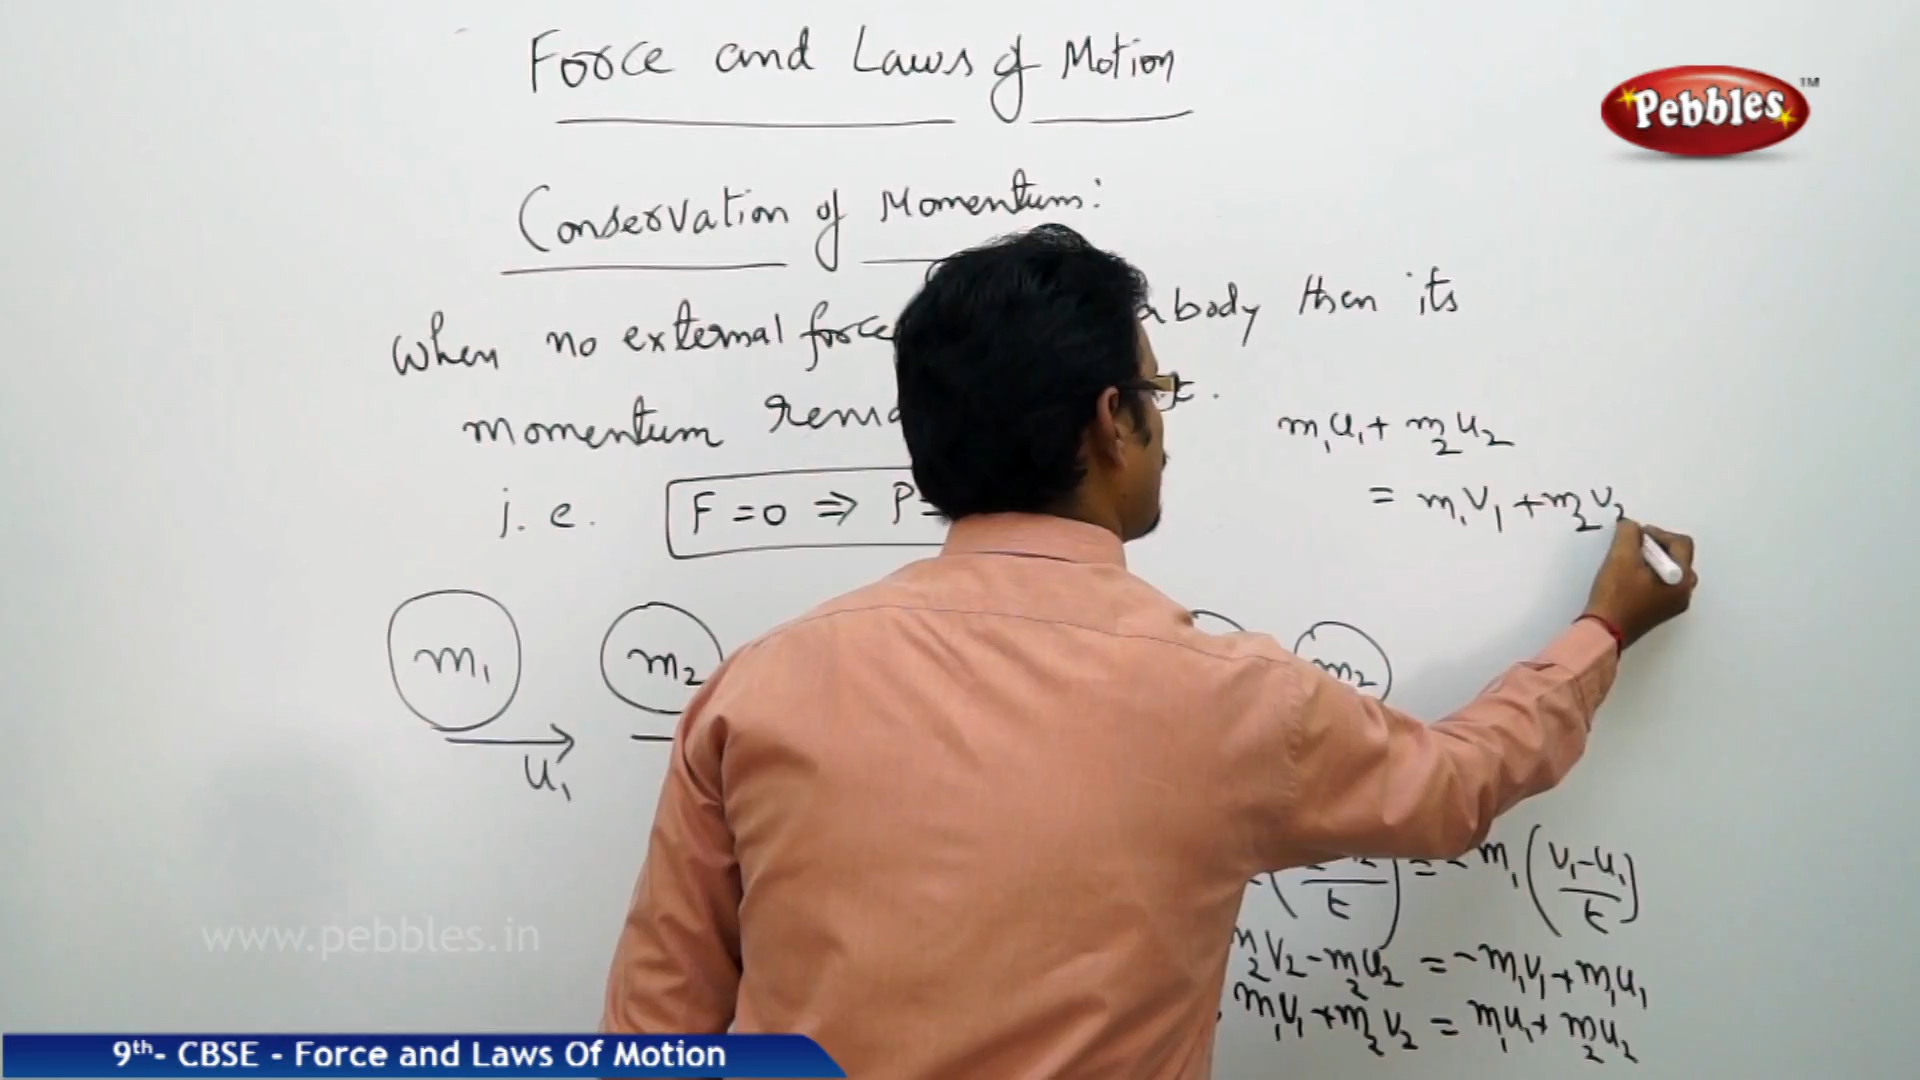 Force and Laws of Motion
Pebbles™
Conservation of Momentum:
When no external force a body then its
momentum
i.e. F = 0 ⇒ P =
m₁u₁ + m₂u₂
= m₁v₁ + m₂v₂
m₁ m₂ m₂
u₁
= - m₁ (v₁-u₁/t)
m₂v₂ - m₂u₂ = -m₁v₁ + m₁u₁
m₁v₁ + m₂v₂ = m₁u₁ + m₂u₂
www.pebbles.in
9th- CBSE - Force and Laws Of Motion